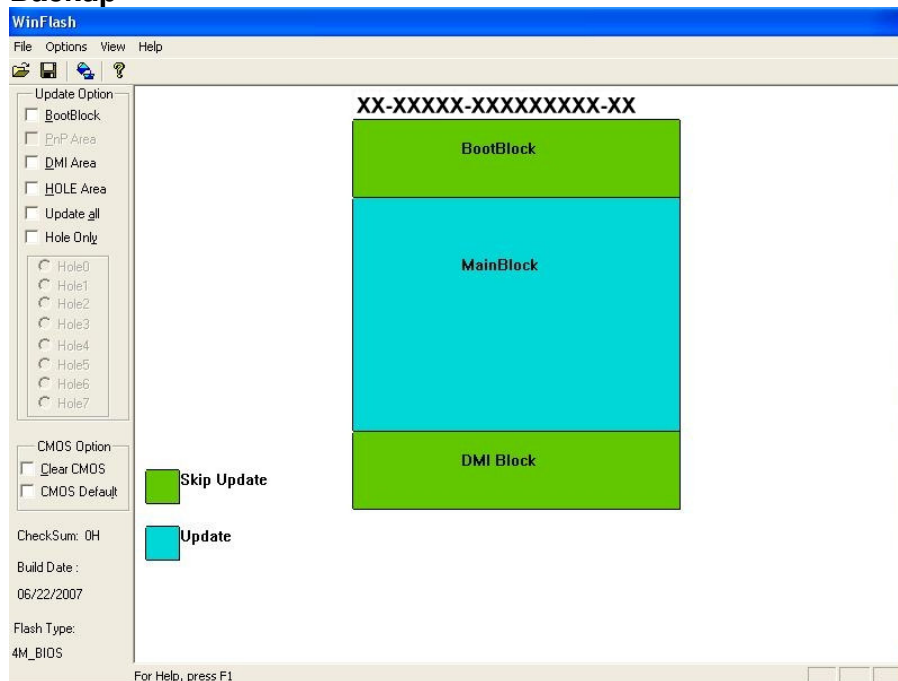 Backup
WinFlash
File Options View Help
Update Option
BootBlock
PnP Area
DMI Area
HOLE Area
Update all
Hole Only
Hole0
Hole1
Hole2
Hole3
Hole4
Hole5
Hole6
Hole7
CMOS Option
Clear CMOS
CMOS Default
CheckSum: 0H
Build Date :
06/22/2007
Flash Type:
4M_BIOS
XX-XXXXX-XXXXXXXXX-XX
BootBlock
MainBlock
DMI Block
Skip Update
Update
For Help, press F1